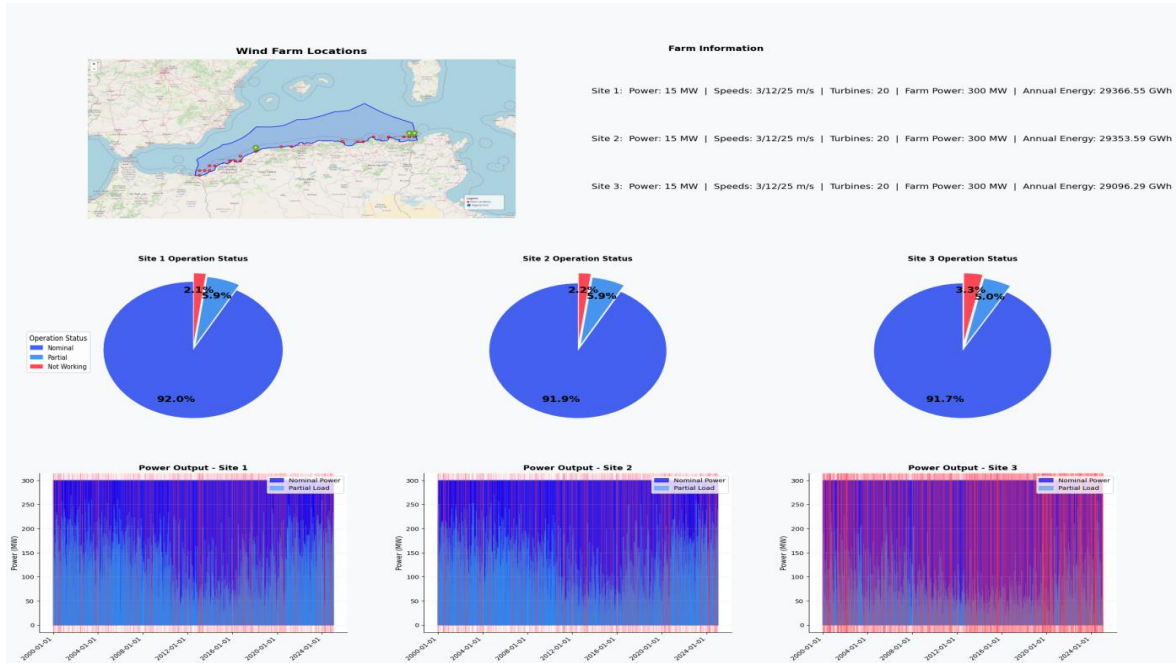 Wind Farm Locations
Farm Information
Site 1: Power: 15 MW | Speeds: 3/12/25 m/s | Turbines: 20 | Farm Power: 300 MW | Annual Energy: 29366.55 GWh
Site 2: Power: 15 MW | Speeds: 3/12/25 m/s | Turbines: 20 | Farm Power: 300 MW | Annual Energy: 29353.59 GWh
Site 3: Power: 15 MW | Speeds: 3/12/25 m/s | Turbines: 20 | Farm Power: 300 MW | Annual Energy: 29096.29 GWh
Site 1 Operation Status
2.1%
5.9%
92.0%
Operation Status
Nominal
Partial
Not Working
Site 2 Operation Status
2.2%
5.9%
91.9%
Site 3 Operation Status
3.3%
5.0%
91.7%
Power Output - Site 1
Nominal Power
Partial Load
Power (MW)
300
250
200
150
100
50
0
2000-01-01
2004-01-01
2008-01-01
2012-01-01
2016-01-01
2020-01-01
2024-01-01
Power Output - Site 2
Nominal Power
Partial Load
Power (MW)
300
250
200
150
100
50
0
2000-01-01
2004-01-01
2008-01-01
2012-01-01
2016-01-01
2020-01-01
2024-01-01
Power Output - Site 3
Nominal Power
Partial Load
Power (MW)
300
250
200
150
100
50
0
2000-01-01
2004-01-01
2008-01-01
2012-01-01
2016-01-01
2020-01-01
2024-01-01